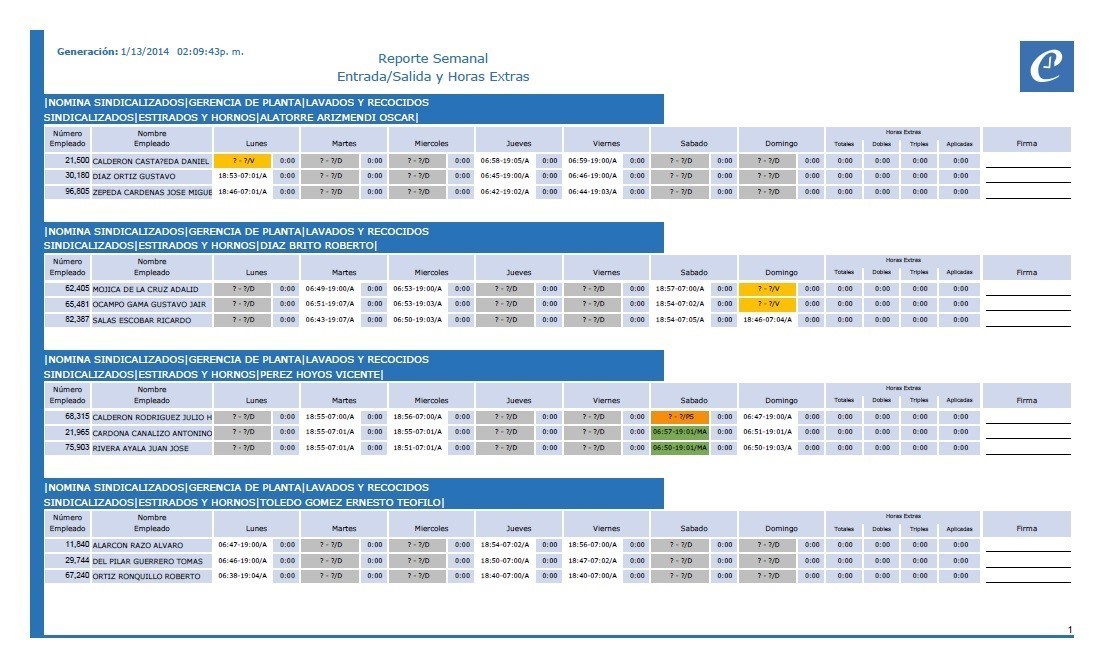 Generación: 1/13/2014 02:09:43p. m.
Reporte Semanal
Entrada/Salida y Horas Extras
|NOMINA SINDICALIZADOS|GERENCIA DE PLANTA|LAVADOS Y RECOCIDOS
SINDICALIZADOS|ESTIRADOS Y HORNOS|ALATORRE ARIZMENDI OSCAR|
Número Nombre Horas Extras
Empleado Empleado Lunes Martes Miercoles Jueves Viernes Sabado Domingo Totales Dobles Triples Aplicadas Firma
21,500 CALDERON CASTA?EDA DANIEL ? - ?/V 0:00 ? - ?/D 0:00 ? - ?/D 0:00 06:58-19:05/A 0:00 06:59-19:00/A 0:00 ? - ?/D 0:00 ? - ?/D 0:00 0:00 0:00 0:00 0:00
30,180 DIAZ ORTIZ GUSTAVO 18:53-07:01/A 0:00 ? - ?/D 0:00 ? - ?/D 0:00 06:45-19:00/A 0:00 06:46-19:00/A 0:00 ? - ?/D 0:00 ? - ?/D 0:00 0:00 0:00 0:00 0:00
96,805 ZEPEDA CARDENAS JOSE MIGUE 18:46-07:01/A 0:00 ? - ?/D 0:00 ? - ?/D 0:00 06:42-19:02/A 0:00 06:44-19:03/A 0:00 ? - ?/D 0:00 ? - ?/D 0:00 0:00 0:00 0:00 0:00
|NOMINA SINDICALIZADOS|GERENCIA DE PLANTA|LAVADOS Y RECOCIDOS
SINDICALIZADOS|ESTIRADOS Y HORNOS|DIAZ BRITO ROBERTO|
Número Nombre Horas Extras
Empleado Empleado Lunes Martes Miercoles Jueves Viernes Sabado Domingo Totales Dobles Triples Aplicadas Firma
62,405 MOJICA DE LA CRUZ ADALID ? - ?/D 0:00 06:49-19:00/A 0:00 06:53-19:00/A 0:00 ? - ?/D 0:00 ? - ?/D 0:00 18:57-07:00/A 0:00 ? - ?/V 0:00 0:00 0:00 0:00 0:00
65,481 OCAMPO GAMA GUSTAVO JAIR ? - ?/D 0:00 06:51-19:07/A 0:00 06:53-19:03/A 0:00 ? - ?/D 0:00 ? - ?/D 0:00 18:54-07:02/A 0:00 ? - ?/V 0:00 0:00 0:00 0:00 0:00
82,387 SALAS ESCOBAR RICARDO ? - ?/D 0:00 06:43-19:07/A 0:00 06:50-19:03/A 0:00 ? - ?/D 0:00 ? - ?/D 0:00 18:54-07:05/A 0:00 18:46-07:04/A 0:00 0:00 0:00 0:00 0:00
|NOMINA SINDICALIZADOS|GERENCIA DE PLANTA|LAVADOS Y RECOCIDOS
SINDICALIZADOS|ESTIRADOS Y HORNOS|PEREZ HOYOS VICENTE|
Número Nombre Horas Extras
Empleado Empleado Lunes Martes Miercoles Jueves Viernes Sabado Domingo Totales Dobles Triples Aplicadas Firma
68,315 CALDERON RODRIGUEZ JULIO H ? - ?/D 0:00 18:55-07:00/A 0:00 18:56-07:00/A 0:00 ? - ?/D 0:00 ? - ?/D 0:00 ? - ?/PS 0:00 06:47-19:00/A 0:00 0:00 0:00 0:00 0:00
21,965 CARDONA CANALIZO ANTONINO ? - ?/D 0:00 18:55-07:01/A 0:00 18:55-07:01/A 0:00 ? - ?/D 0:00 ? - ?/D 0:00 06:57-19:01/MA 0:00 06:51-19:01/A 0:00 0:00 0:00 0:00 0:00
75,903 RIVERA AYALA JUAN JOSE ? - ?/D 0:00 18:55-07:01/A 0:00 18:51-07:01/A 0:00 ? - ?/D 0:00 ? - ?/D 0:00 06:50-19:01/MA 0:00 06:50-19:03/A 0:00 0:00 0:00 0:00 0:00
|NOMINA SINDICALIZADOS|GERENCIA DE PLANTA|LAVADOS Y RECOCIDOS
SINDICALIZADOS|ESTIRADOS Y HORNOS|TOLEDO GOMEZ ERNESTO TEOFILO|
Número Nombre Horas Extras
Empleado Empleado Lunes Martes Miercoles Jueves Viernes Sabado Domingo Totales Dobles Triples Aplicadas Firma
11,840 ALARCON RAZO ALVARO 06:47-19:00/A 0:00 ? - ?/D 0:00 ? - ?/D 0:00 18:54-07:02/A 0:00 18:56-07:00/A 0:00 ? - ?/D 0:00 ? - ?/D 0:00 0:00 0:00 0:00 0:00
29,744 DEL PILAR GUERRERO TOMAS 06:46-19:00/A 0:00 ? - ?/D 0:00 ? - ?/D 0:00 18:50-07:00/A 0:00 18:47-07:02/A 0:00 ? - ?/D 0:00 ? - ?/D 0:00 0:00 0:00 0:00 0:00
67,240 ORTIZ RONQUILLO ROBERTO 06:38-19:04/A 0:00 ? - ?/D 0:00 ? - ?/D 0:00 18:40-07:00/A 0:00 18:40-07:00/A 0:00 ? - ?/D 0:00 ? - ?/D 0:00 0:00 0:00 0:00 0:00
1